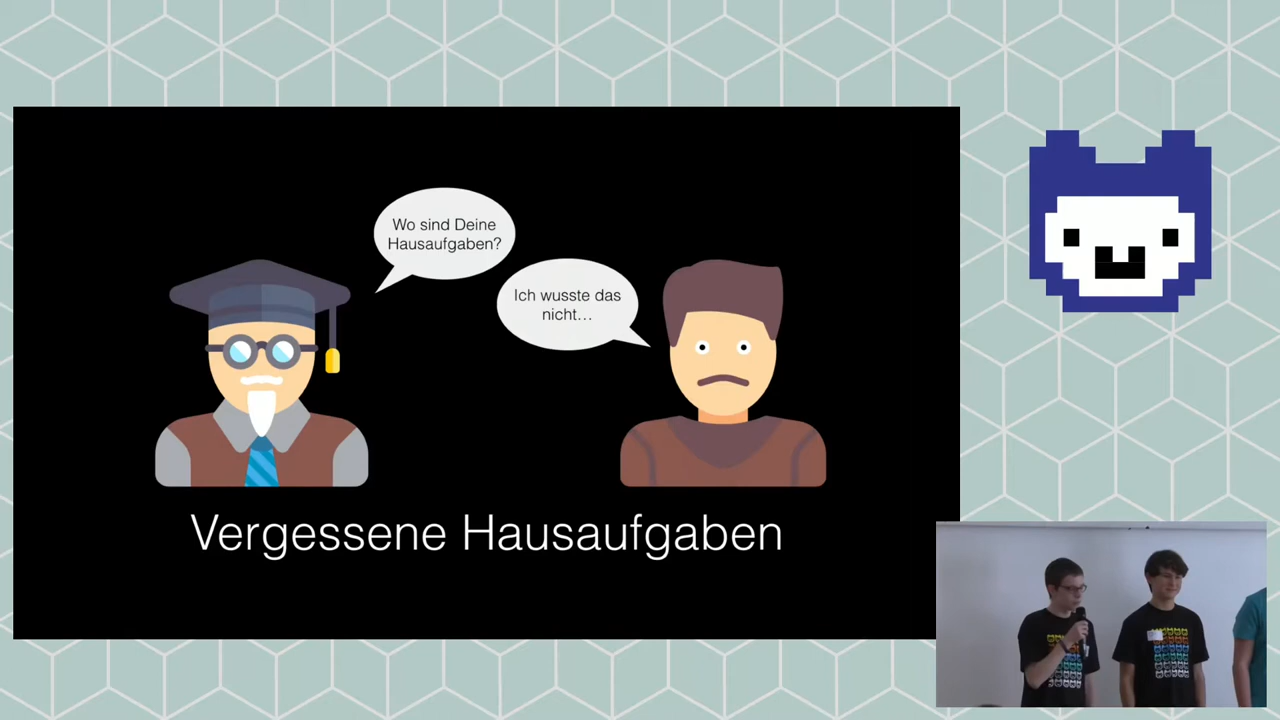 Wo sind Deine
Hausaufgaben?
Ich wusste das
nicht…
Vergessene Hausaufgaben